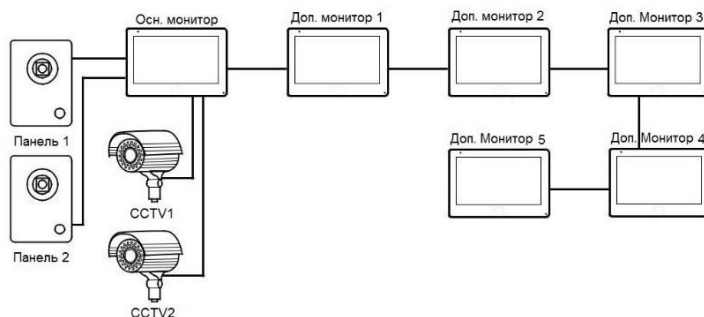 Осн. монитор
Доп. монитор 1
Доп. монитор 2
Доп. Монитор 3
Панель 1
Доп. Монитор 5
Доп. Монитор 4
CCTV1
Панель 2
CCTV2